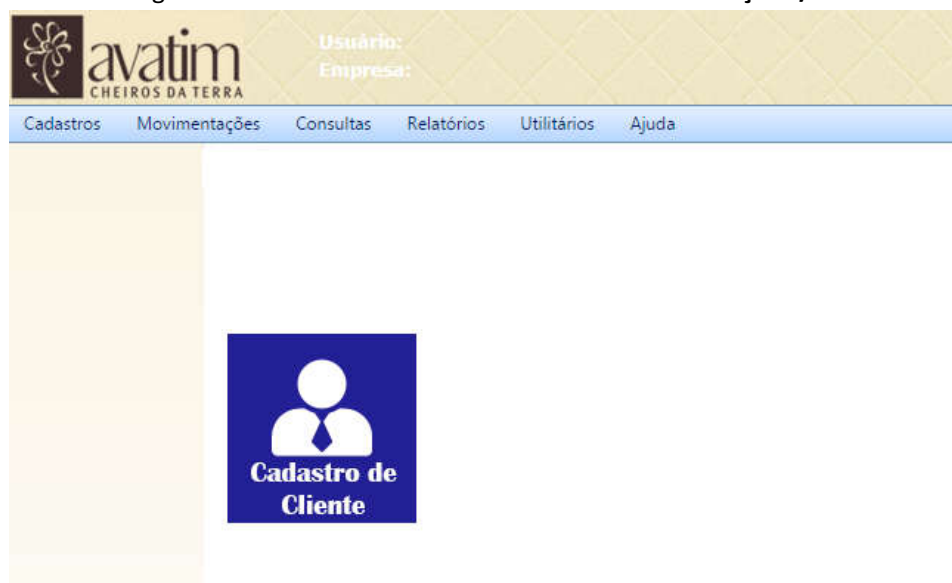 avatim
CHEIROS DA TERRA
Usuário:
Empresa:
Cadastros Movimentações Consultas Relatórios Utilitários Ajuda
Cadastro de
Cliente